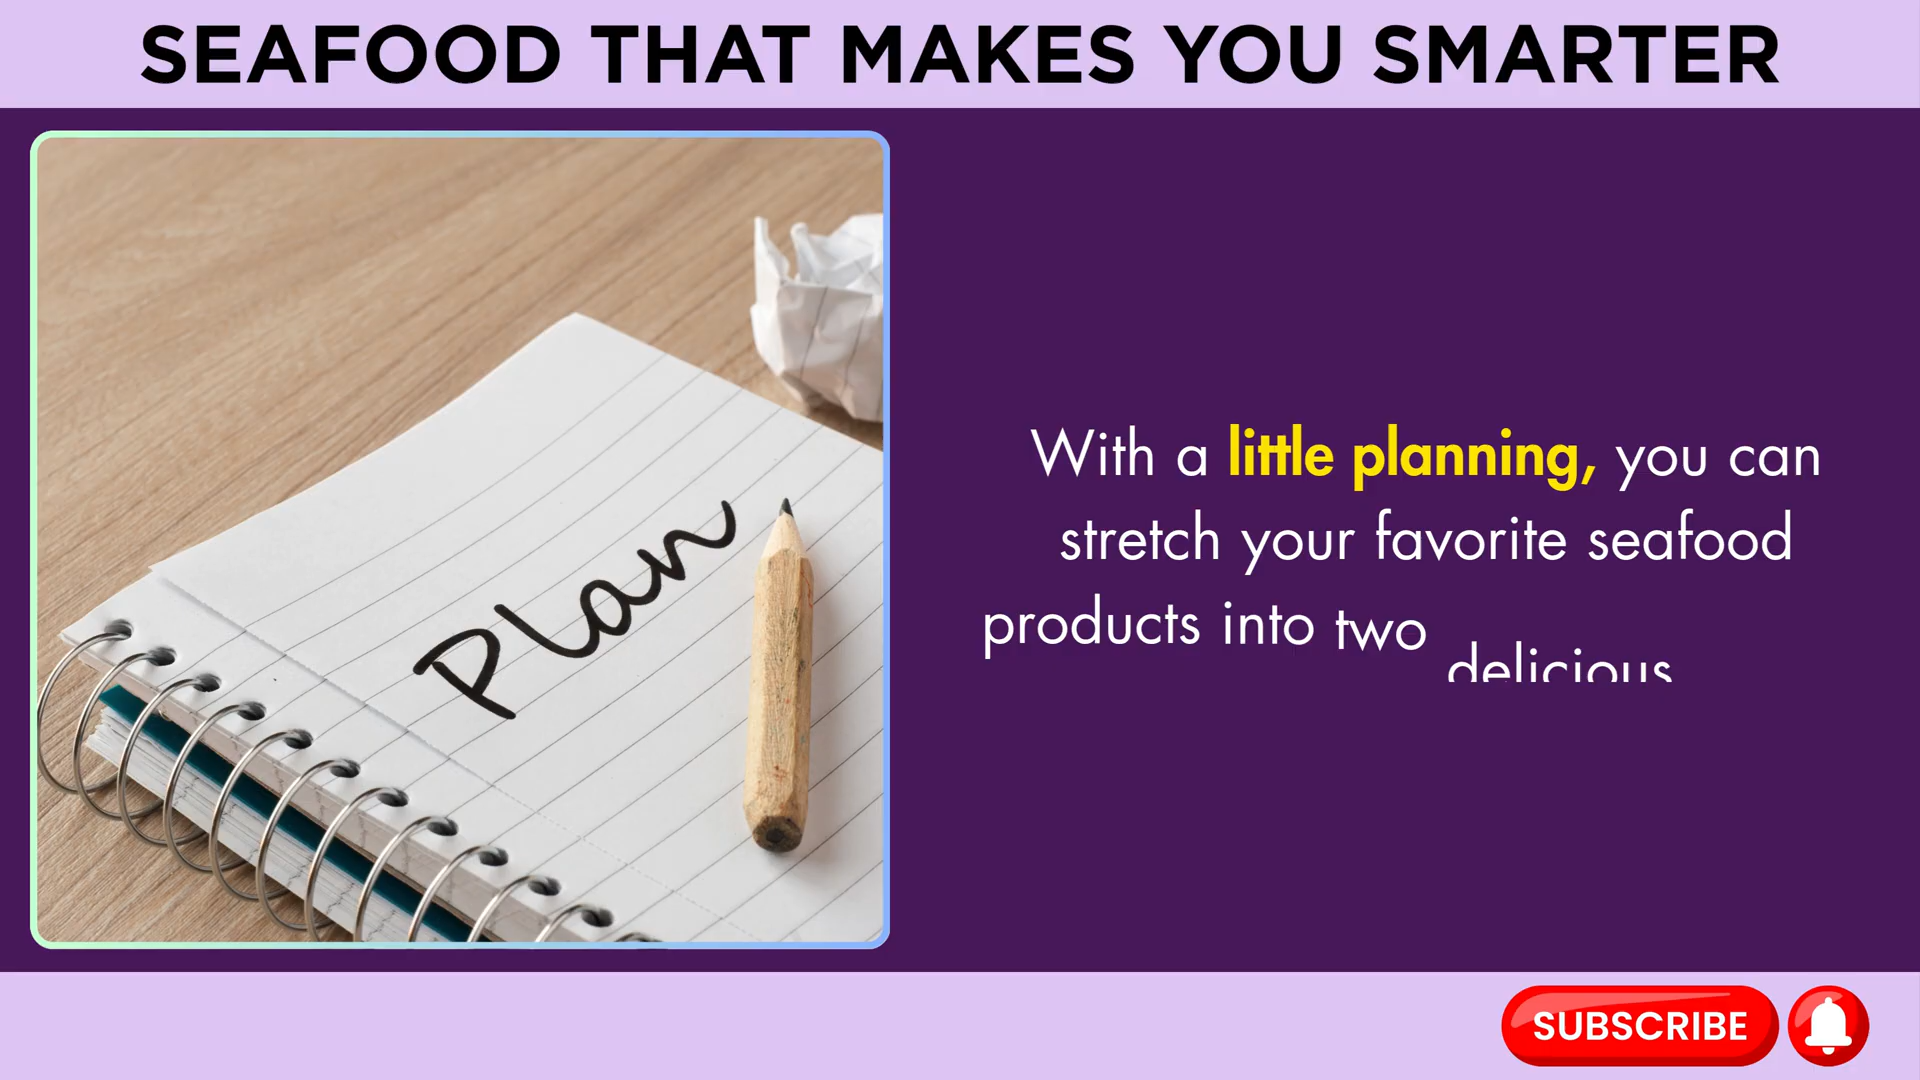 SEAFOOD THAT MAKES YOU SMARTER
Plan
With a little planning, you can
stretch your favorite seafood
products into two delicious
SUBSCRIBE